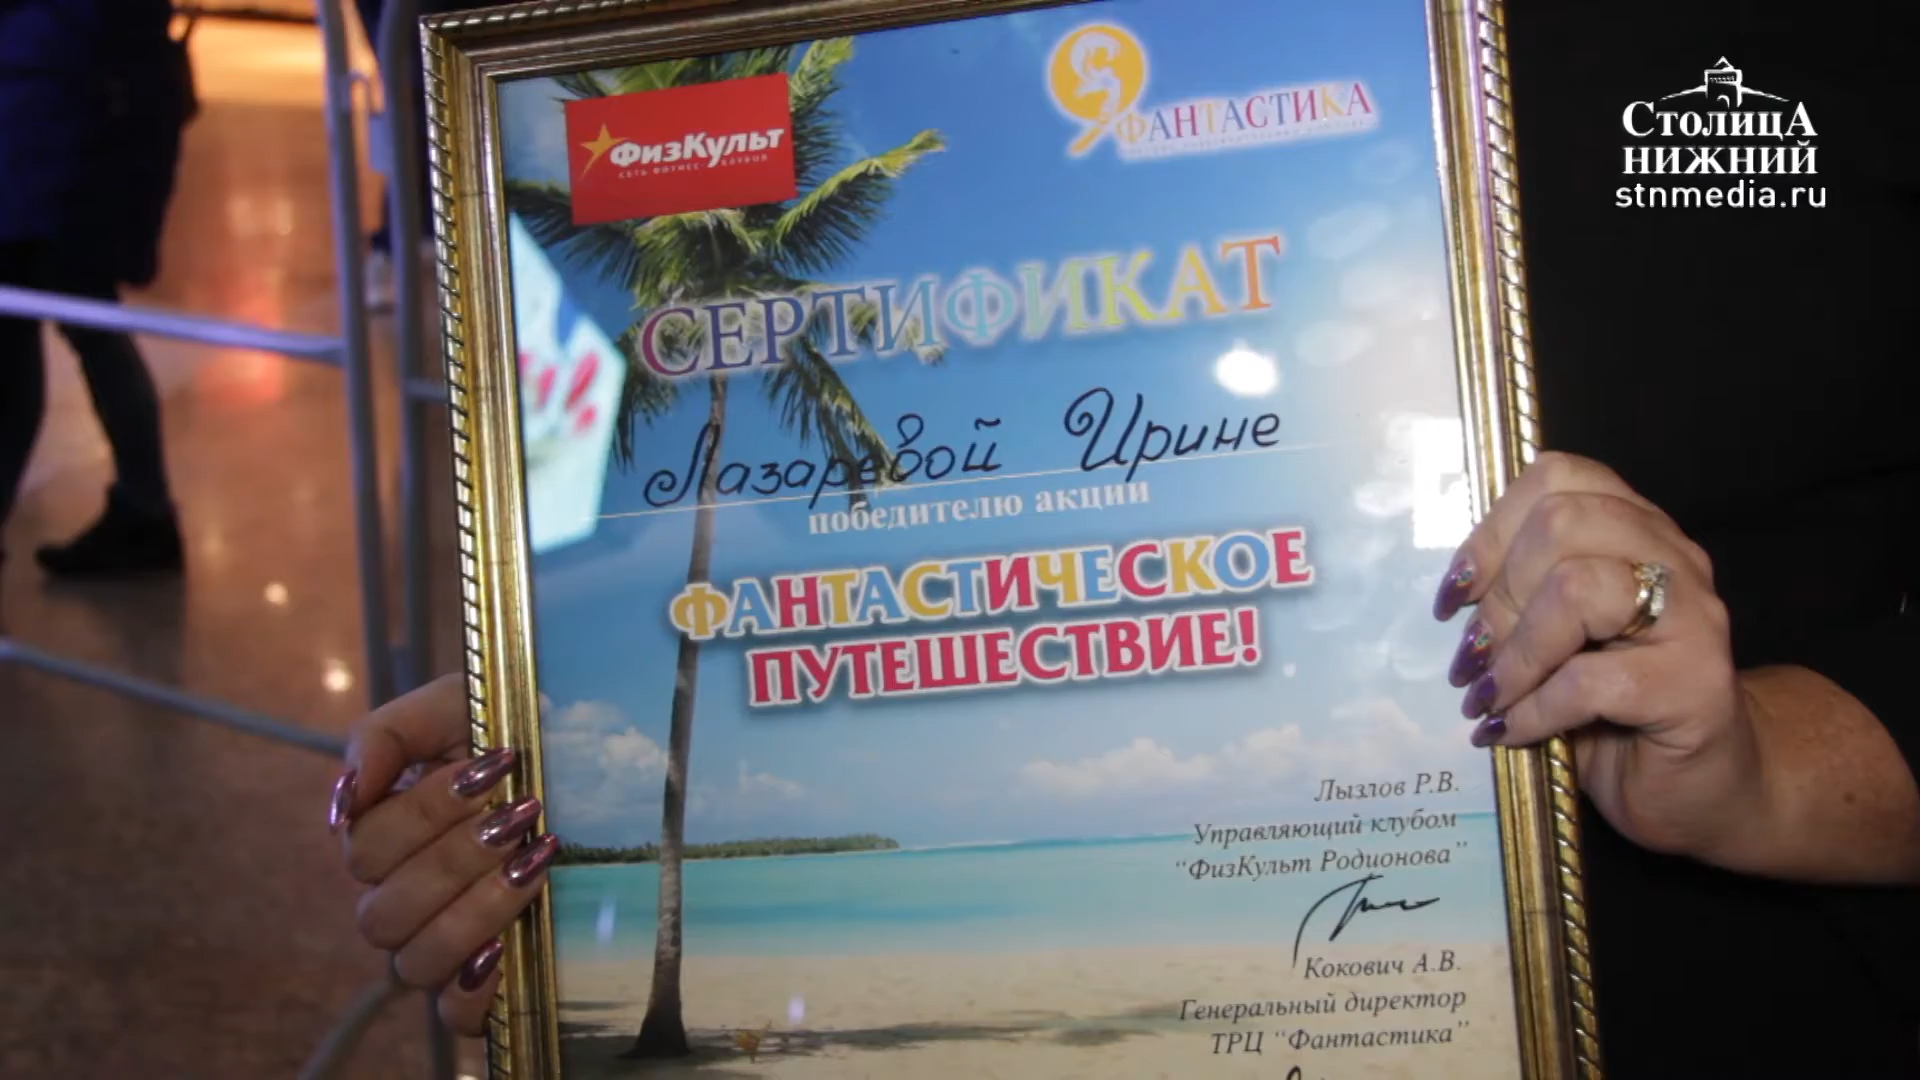 ФизКульт
СЕТЬ ФИТНЕС-КЛУБОВ
ФАНТАСТИКА
СТОЛИЦА
НИЖНИЙ
stnmedia.ru
СЕРТИФИКАТ
Лазаревой Ирине
победителю акции
ФАНТАСТИЧЕСКОЕ
ПУТЕШЕСТВИЕ!
Лызлов Р.В.
Управляющий клубом
“ФизКульт Родионова”
Кокович А.В.
Генеральный директор
ТРЦ “Фантастика”